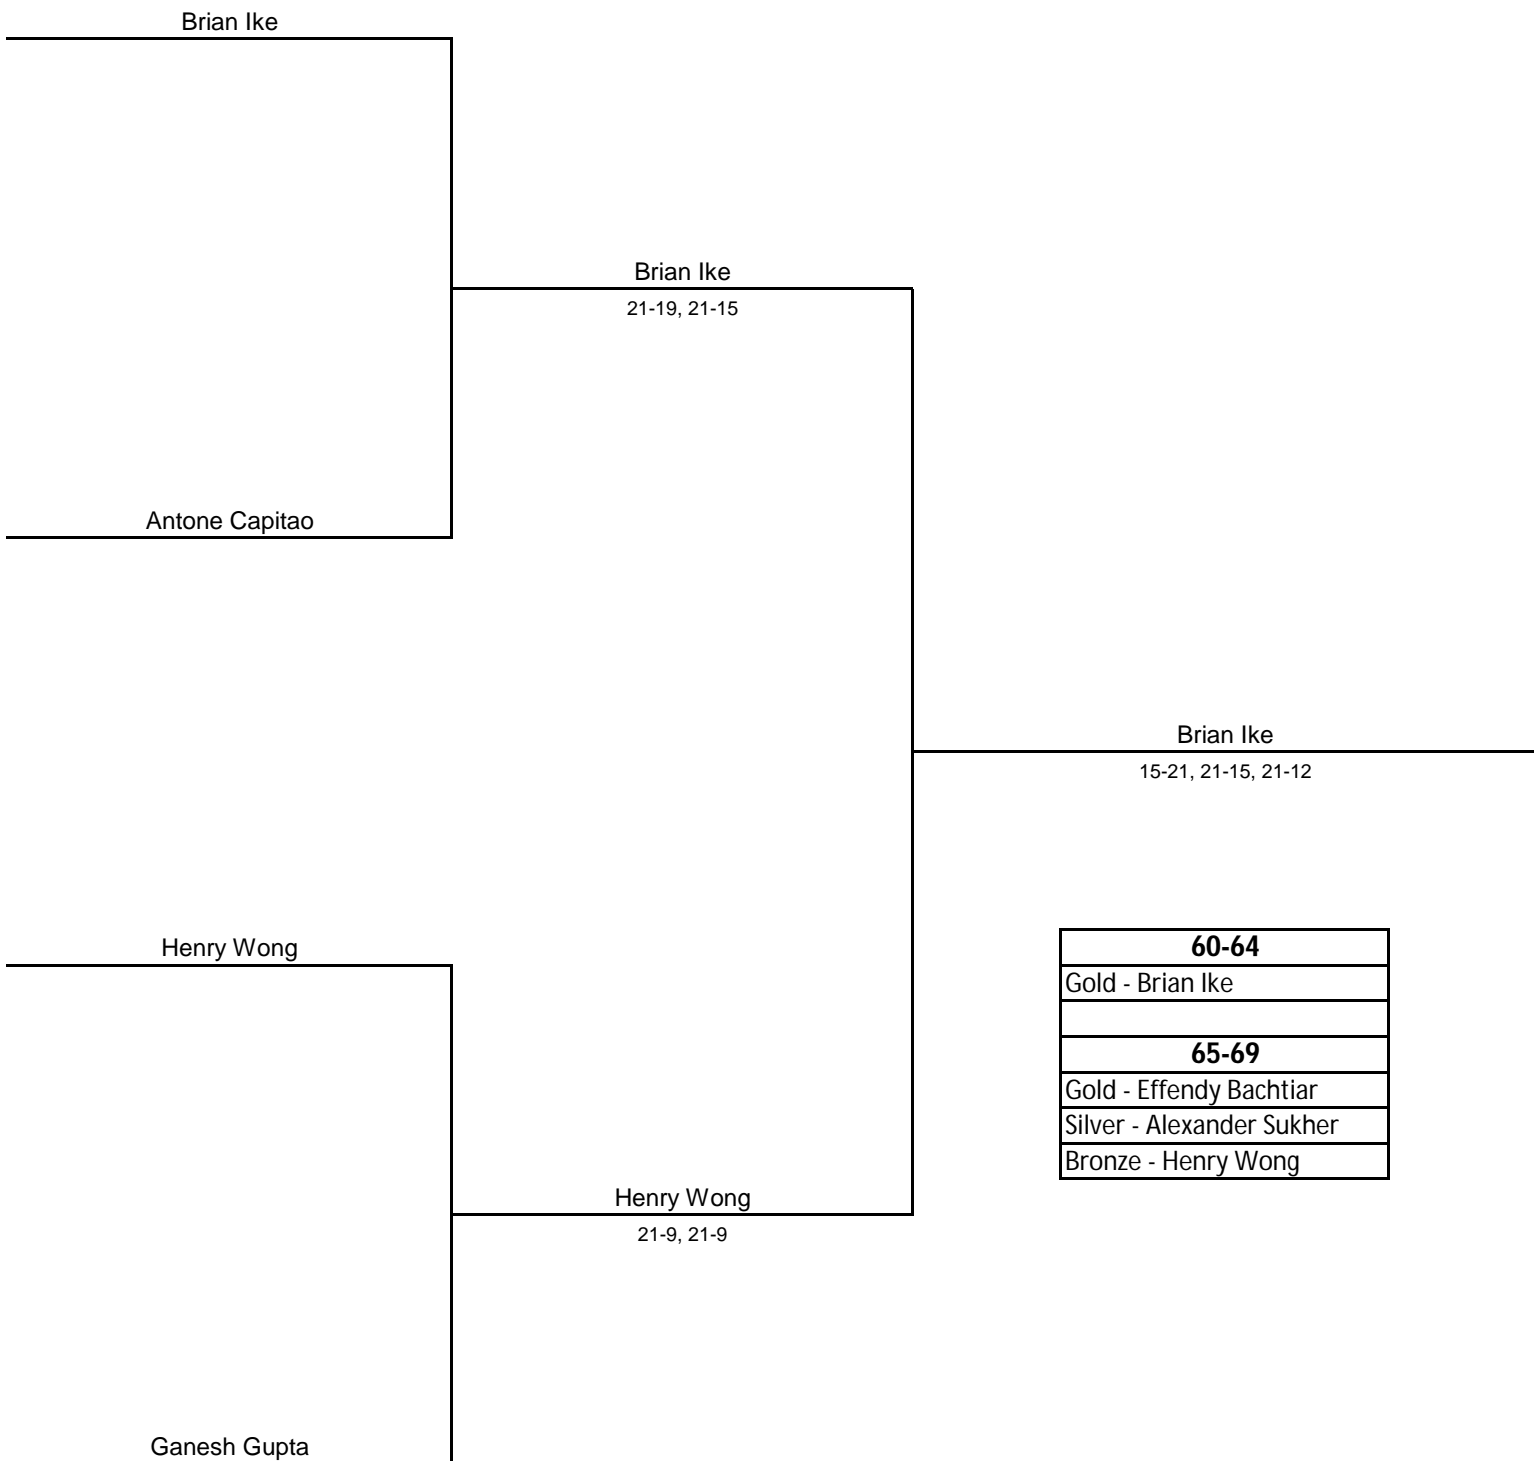 Brian Ike
Brian Ike
21-19, 21-15
Antone Capitao
Brian Ike
15-21, 21-15, 21-12
Henry Wong
60-64
Gold - Brian Ike
65-69
Gold - Effendy Bachtiar
Silver - Alexander Sukher
Bronze - Henry Wong
Henry Wong
21-9, 21-9
Ganesh Gupta